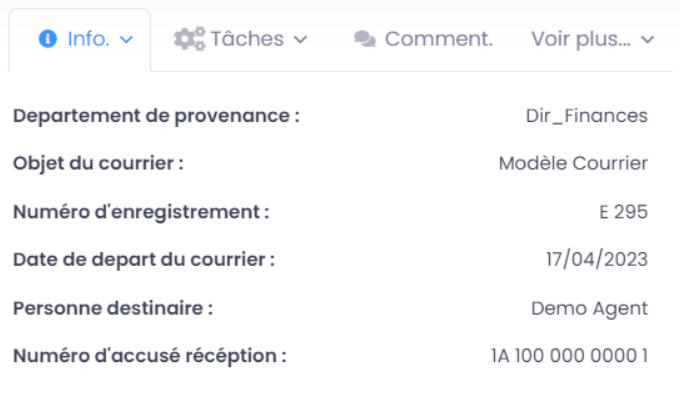 Info. Tâches Comment. Voir plus...
Departement de provenance : Dir_Finances
Objet du courrier : Modèle Courrier
Numéro d'enregistrement : E 295
Date de depart du courrier : 17/04/2023
Personne destinaire : Demo Agent
Numéro d'accusé récéption : 1A 100 000 0000 1